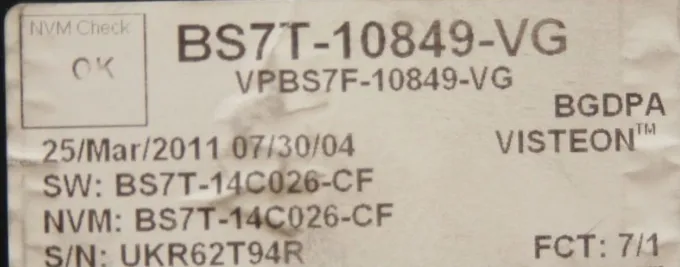 NVM Check
OK
BS7T-10849-VG
VPBS7F-10849-VG
BGDPA
VISTEON™
25/Mar/2011 07/30/04
SW: BS7T-14C026-CF
NVM: BS7T-14C026-CF
S/N: UKR62T94R
FCT: 7/1